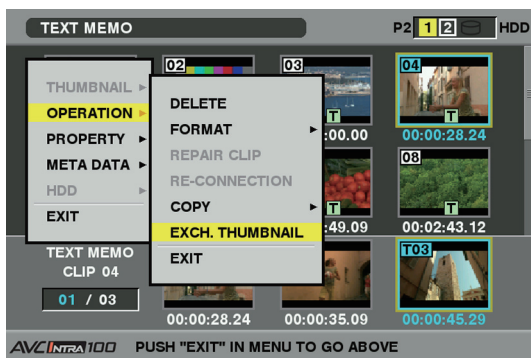 TEXT MEMO
P2 1 2 HDD
02
03
04
THUMBNAIL
OPERATION
PROPERTY
META DATA
HDD
EXIT
DELETE
FORMAT
REPAIR CLIP
RE-CONNECTION
COPY
EXCH. THUMBNAIL
EXIT
T
T
:00.00
00:00:28.24
08
T
T
:49.09
00:02:43.12
TEXT MEMO
CLIP 04
01 / 03
T03
00:00:28.24
00:00:35.09
00:00:45.29
AVC INTRA 100 PUSH "EXIT" IN MENU TO GO ABOVE